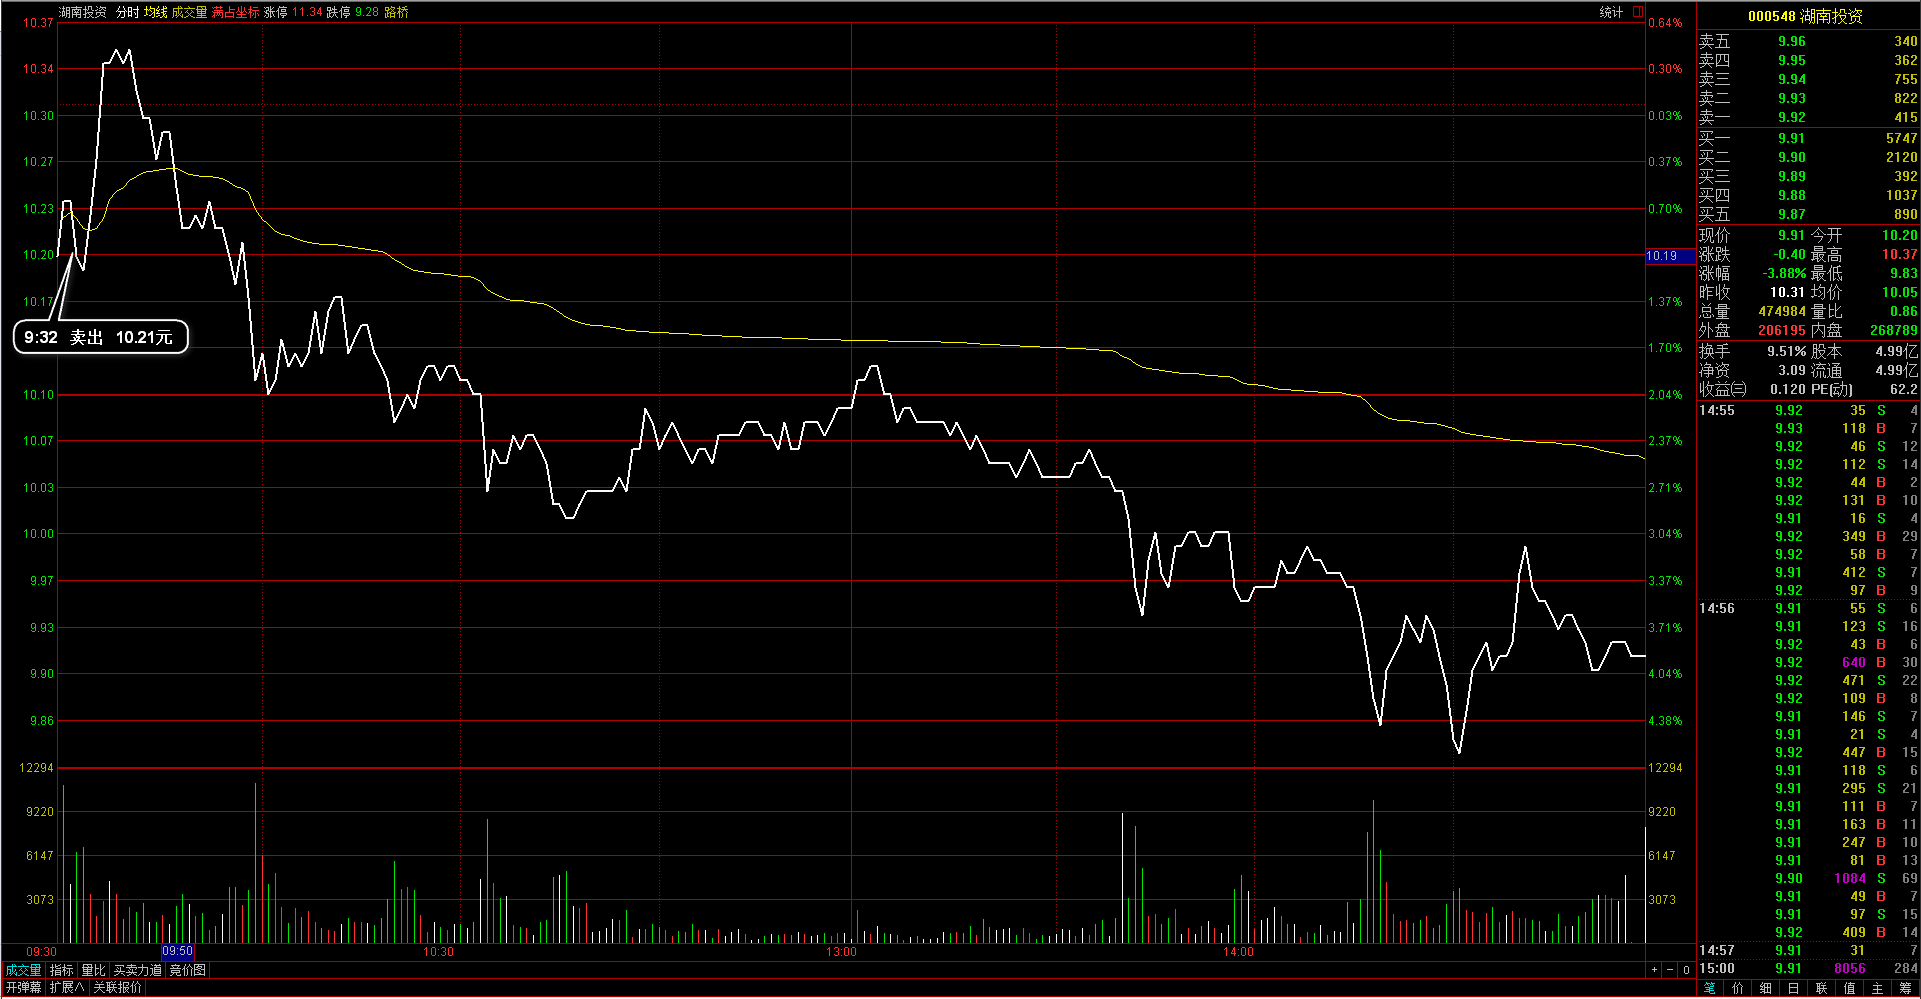 湖南投资 分时 均线 成交量 满占坐标 涨停 11.34 跌停 9.28 路桥 统计
10.37 0.64%
10.34 0.30%
10.30 0.03%
10.27 0.37%
10.23 0.70%
10.20 10.19
10.17 1.37%
9:32 卖出 10.21元
1.70%
10.10 2.04%
10.07 2.37%
10.03 2.71%
10.00 3.04%
9.97 3.37%
9.93 3.71%
9.90 4.04%
9.86 4.38%
12294 12294
9220 9220
6147 6147
3073 3073
09:30 09:50 10:30 13:00 14:00
成交量 指标 量比 买卖力道 竞价图 + - 0
开弹幕 扩展∧ 关联报价
000548 湖南投资
卖五 9.96 340
卖四 9.95 362
卖三 9.94 755
卖二 9.93 822
卖一 9.92 415
买一 9.91 5747
买二 9.90 2120
买三 9.89 392
买四 9.88 1037
买五 9.87 890
现价 9.91 今开 10.20
涨跌 -0.40 最高 10.37
涨幅 -3.88% 最低 9.83
昨收 10.31 均价 10.05
总量 474984 量比 0.86
外盘 206195 内盘 268789
换手 9.51% 股本 4.99亿
净资 3.09 流通 4.99亿
收益㈢ 0.120 PE(动) 62.2
14:55 9.92 35 S 4
9.93 118 B 7
9.92 46 S 12
9.92 112 S 14
9.92 44 B 2
9.92 131 B 10
9.91 16 S 4
9.92 349 B 29
9.92 58 B 7
9.91 412 S 7
9.92 97 B 9
14:56 9.91 55 S 6
9.91 123 S 16
9.92 43 B 6
9.92 640 B 30
9.92 471 S 22
9.92 109 B 8
9.91 146 S 7
9.91 21 S 4
9.92 447 B 15
9.91 118 S 6
9.91 295 S 21
9.91 111 B 7
9.91 163 B 11
9.91 247 B 10
9.91 81 B 13
9.90 1084 S 69
9.91 49 B 7
9.91 97 S 15
9.92 409 B 14
14:57 9.91 31 7
15:00 9.91 8056 284
笔 价 细 日 联 值 主 筹